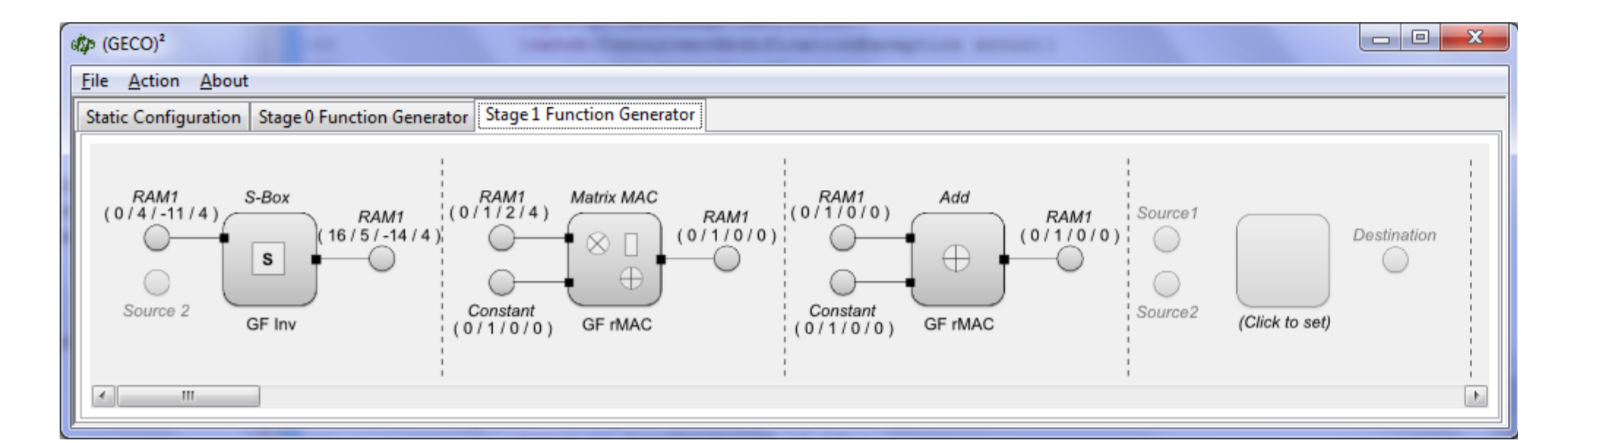 (GECO)²
File Action About
Static Configuration Stage 0 Function Generator Stage 1 Function Generator
RAM1 S-Box RAM1 Matrix MAC RAM1 Add
( 0 / 4 / -11 / 4 ) RAM1 ( 0 / 1 / 2 / 4 ) RAM1 ( 0 / 1 / 0 / 0 ) RAM1 Source1
( 16 / 5 / -14 / 4 ) ( 0 / 1 / 0 / 0 ) ( 0 / 1 / 0 / 0 ) Destination
S
Source 2 Constant Constant Source2
GF Inv ( 0 / 1 / 0 / 0 ) GF rMAC ( 0 / 1 / 0 / 0 ) GF rMAC (Click to set)